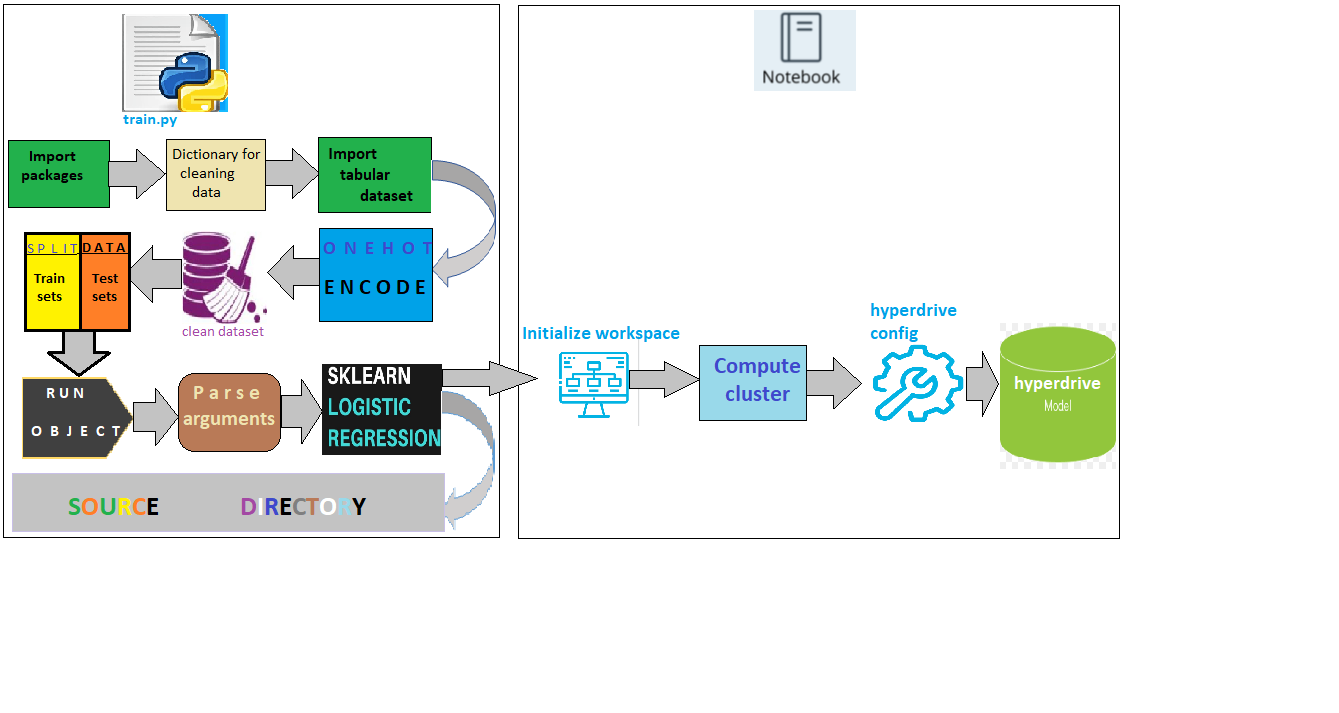 train.py
Import
packages
Dictionary for
cleaning
data
Import
tabular
dataset
ONEHOT
ENCODE
clean dataset
SPLIT DATA
Train
sets
Test
sets
RUN
OBJECT
Parse
arguments
SKLEARN
LOGISTIC
REGRESSION
SOURCE DIRECTORY
Notebook
Initialize workspace
Compute
cluster
hyperdrive
config
hyperdrive
Model